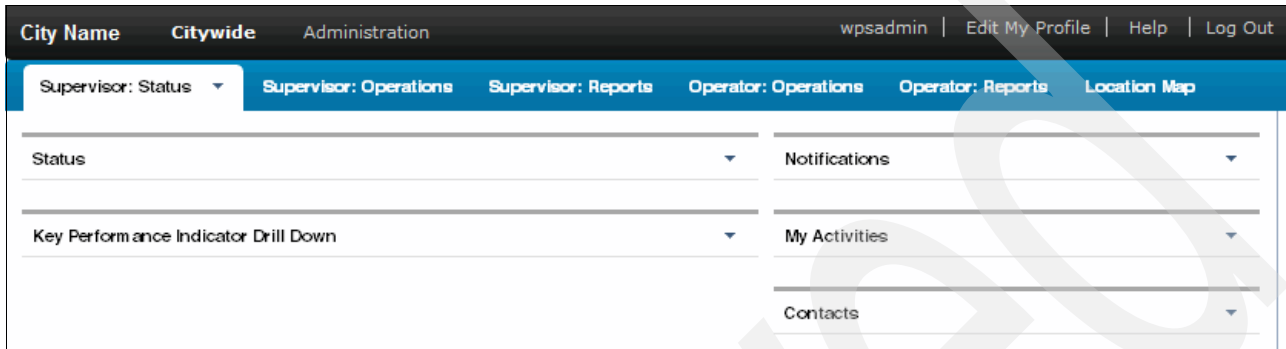 City Name Citywide Administration wpsadmin | Edit My Profile | Help | Log Out
Supervisor: Status Supervisor: Operations Supervisor: Reports Operator: Operations Operator: Reports Location Map
Status Notifications
Key Performance Indicator Drill Down My Activities
Contacts